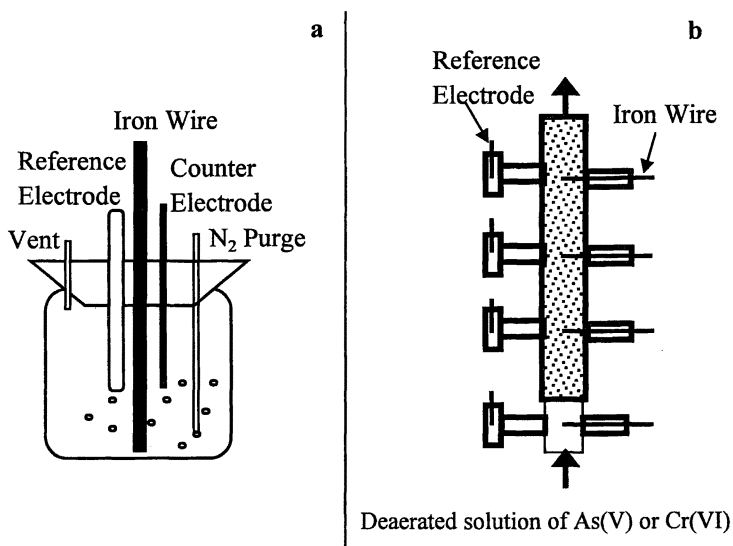 a
Iron Wire
Reference
Electrode
Counter
Electrode
Vent
N₂ Purge
b
Reference
Electrode
Iron Wire
Deaerated solution of As(V) or Cr(VI)